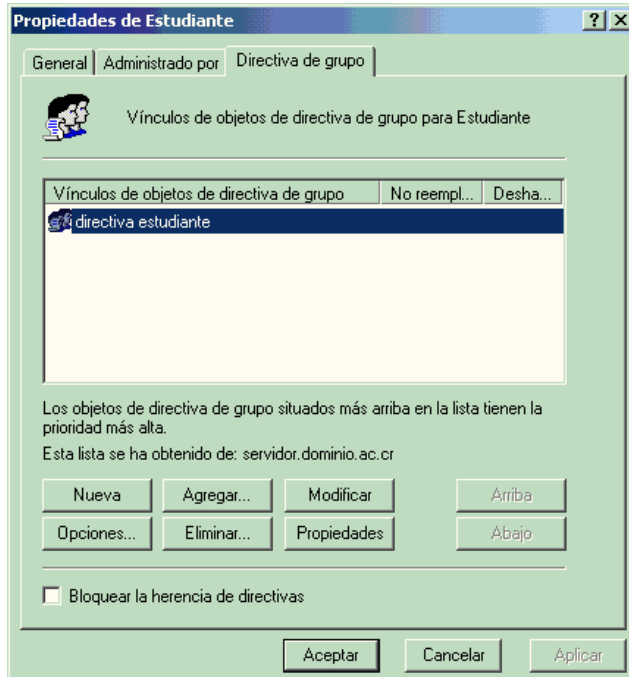 Propiedades de Estudiante
General Administrado por Directiva de grupo
Vínculos de objetos de directiva de grupo para Estudiante
Vínculos de objetos de directiva de grupo No reempl... Desha...
directiva estudiante
Los objetos de directiva de grupo situados más arriba en la lista tienen la
prioridad más alta.
Esta lista se ha obtenido de: servidor.dominio.ac.cr
Nueva Agregar... Modificar Arriba
Opciones... Eliminar... Propiedades Abajo
Bloquear la herencia de directivas
Aceptar Cancelar Aplicar